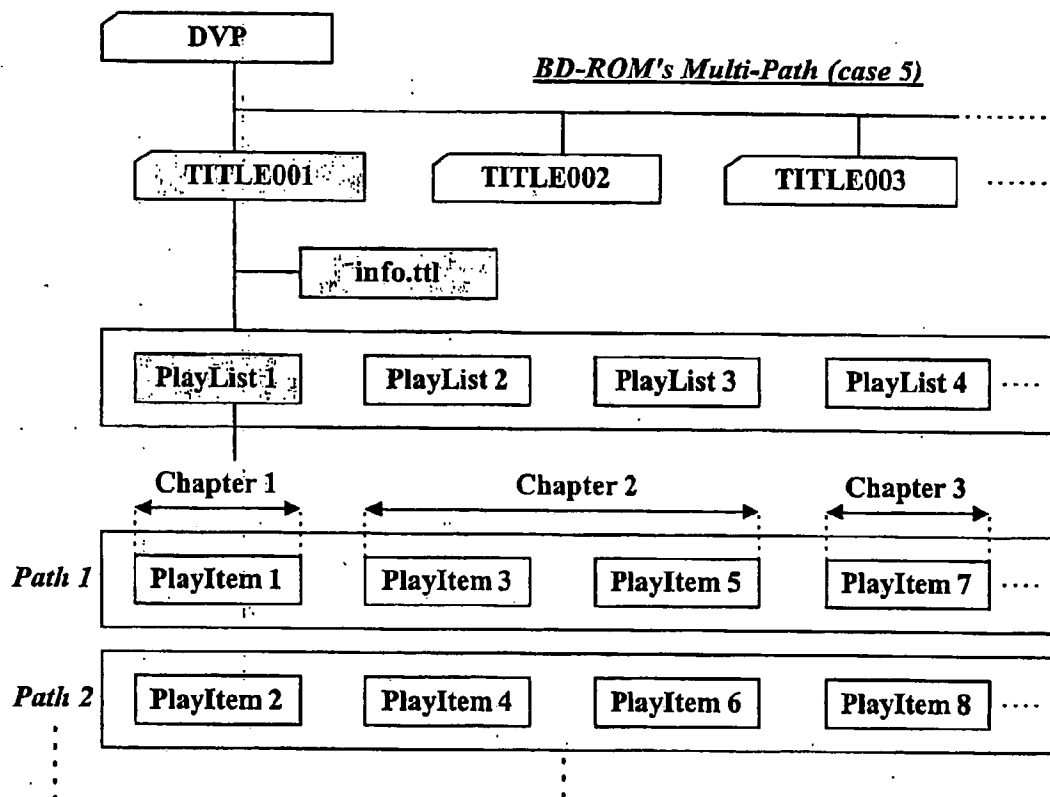 DVP
BD-ROM's Multi-Path (case 5)
TITLE001
TITLE002
TITLE003
info.ttl
PlayList 1
PlayList 2
PlayList 3
PlayList 4
Chapter 1
Chapter 2
Chapter 3
Path 1
PlayItem 1
PlayItem 3
PlayItem 5
PlayItem 7
Path 2
PlayItem 2
PlayItem 4
PlayItem 6
PlayItem 8